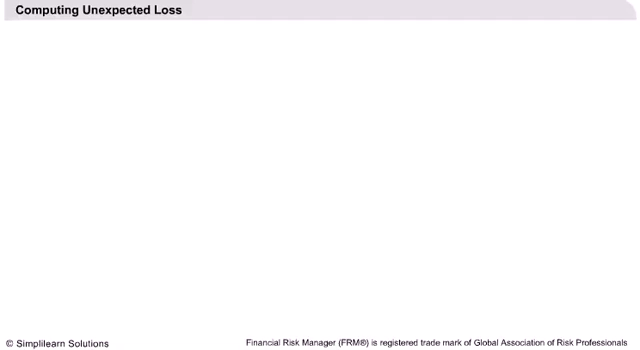 Computing Unexpected Loss
© Simplilearn Solutions
Financial Risk Manager (FRM®) is registered trade mark of Global Association of Risk Professionals